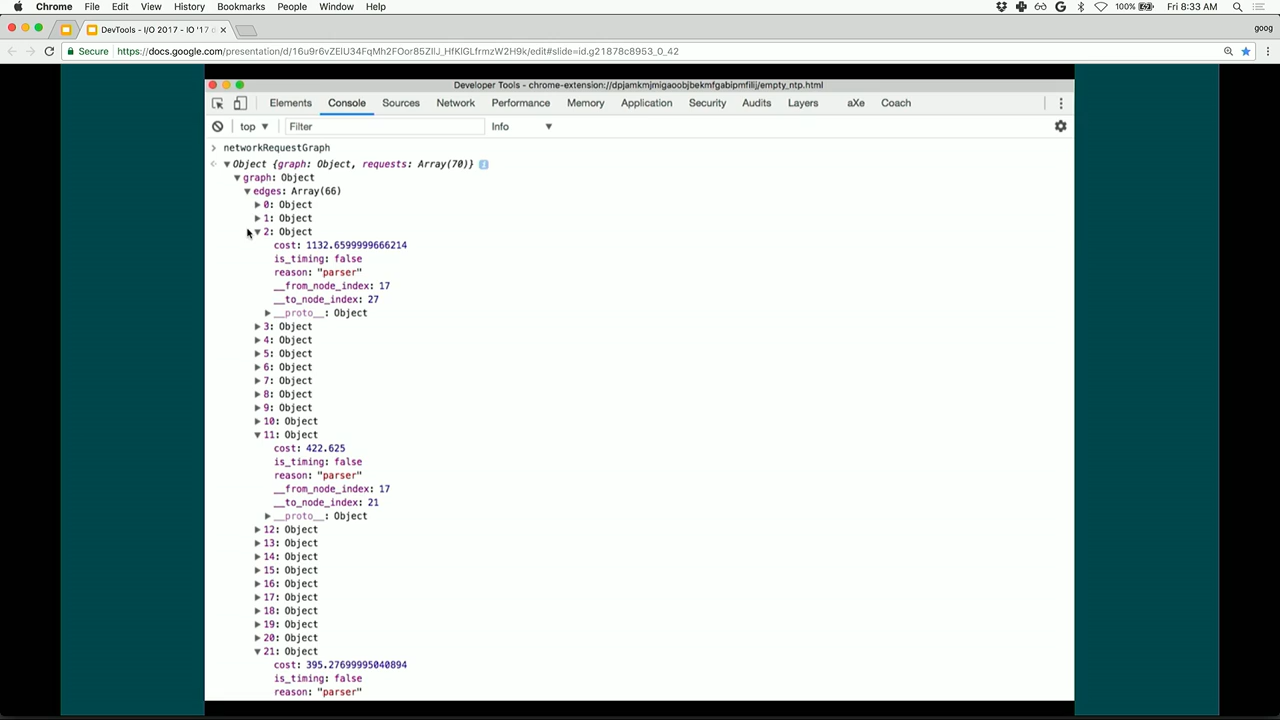 Chrome File Edit View History Bookmarks People Window Help 100% Fri 8:33 AM
DevTools - I/O 2017 - IO '17 d × goog
Secure https://docs.google.com/presentation/d/16u9r6vZEIU34FqMh2FOor85ZIlJ_HfKlGLfrmzW2H9k/edit#slide=id.g21878c8953_0_42
Developer Tools - chrome-extension://dpjamkmjmigaoobjbekmfgabipmfilij/empty_ntp.html
Elements Console Sources Network Performance Memory Application Security Audits Layers aXe Coach
top Filter Info
networkRequestGraph
Object {graph: Object, requests: Array(70)}
graph: Object
edges: Array(66)
0: Object
1: Object
2: Object
cost: 1132.6599999666214
is_timing: false
reason: "parser"
__from_node_index: 17
__to_node_index: 27
__proto__: Object
3: Object
4: Object
5: Object
6: Object
7: Object
8: Object
9: Object
10: Object
11: Object
cost: 422.625
is_timing: false
reason: "parser"
__from_node_index: 17
__to_node_index: 21
__proto__: Object
12: Object
13: Object
14: Object
15: Object
16: Object
17: Object
18: Object
19: Object
20: Object
21: Object
cost: 395.27699995040894
is_timing: false
reason: "parser"